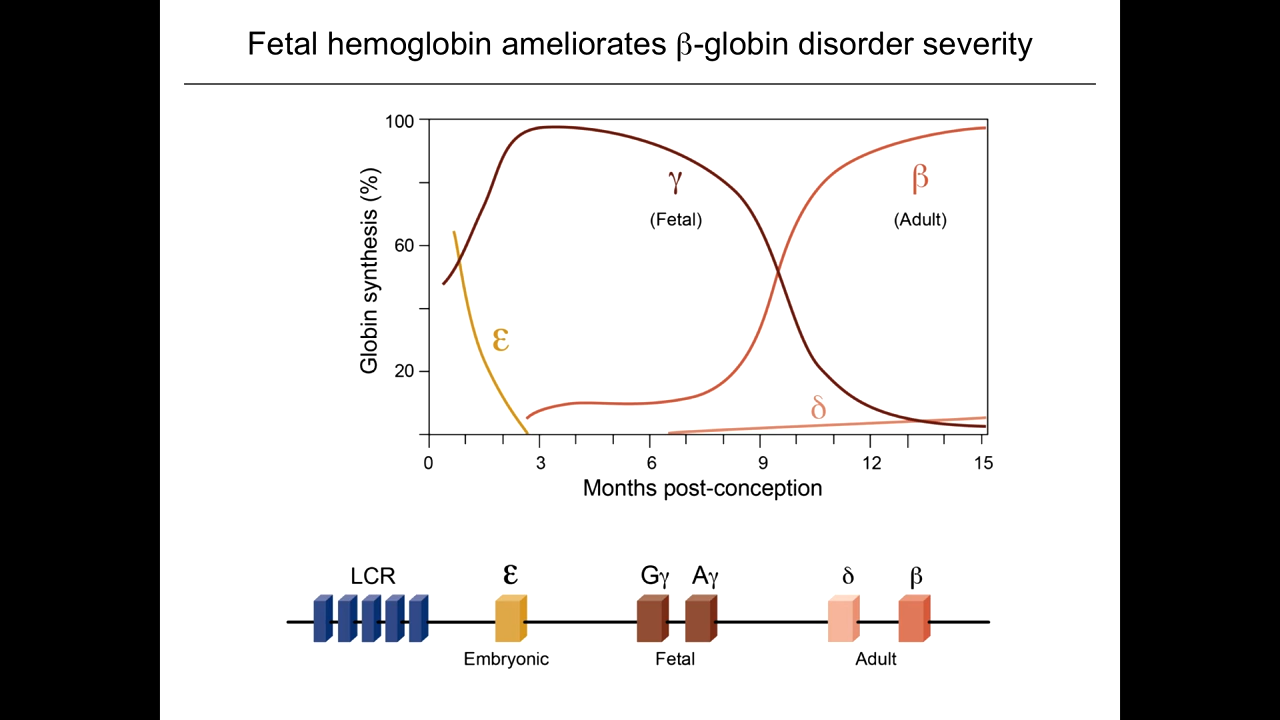 Fetal hemoglobin ameliorates β-globin disorder severity
100
60
20
Globin synthesis (%)
γ
(Fetal)
β
(Adult)
ε
δ
0 3 6 9 12 15
Months post-conception
LCR ε Gγ Aγ δ β
Embryonic Fetal Adult